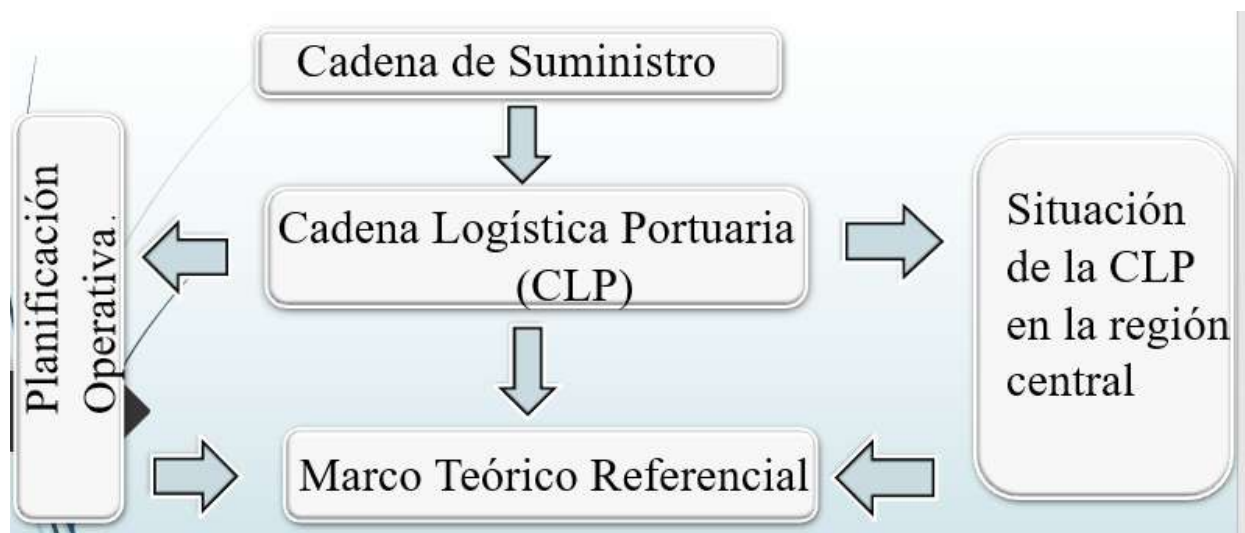 Cadena de Suministro
Planificación
Operativa.
Cadena Logística Portuaria
(CLP)
Situación
de la CLP
en la región
central
Marco Teórico Referencial